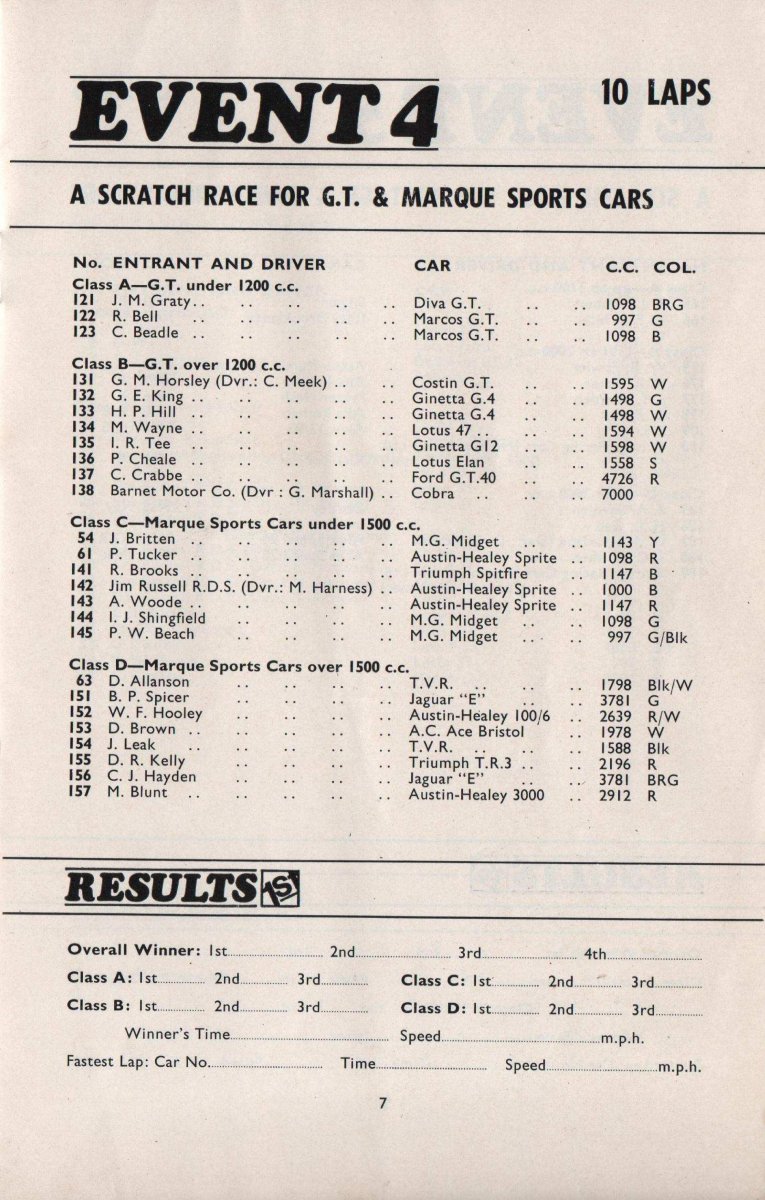 EVENT 4 10 LAPS
A SCRATCH RACE FOR G.T. & MARQUE SPORTS CARS
No. ENTRANT AND DRIVER CAR C.C. COL.
Class A—G.T. under 1200 c.c.
121 J. M. Graty .. .. .. .. .. Diva G.T. .. .. 1098 BRG
122 R. Bell .. .. .. .. .. Marcos G.T. .. .. 997 G
123 C. Beadle .. .. .. .. .. Marcos G.T. .. .. 1098 B
Class B—G.T. over 1200 c.c.
131 G. M. Horsley (Dvr.: C. Meek) .. .. Costin G.T. .. .. 1595 W
132 G. E. King .. .. .. .. .. Ginetta G.4 .. .. 1498 G
133 H. P. Hill .. .. .. .. .. Ginetta G.4 .. .. 1498 W
134 M. Wayne .. .. .. .. .. Lotus 47 .. .. .. 1594 W
135 I. R. Tee .. .. .. .. .. Ginetta G12 .. .. 1598 W
136 P. Cheale .. .. .. .. .. Lotus Elan .. .. 1558 S
137 C. Crabbe .. .. .. .. .. Ford G.T.40 .. .. 4726 R
138 Barnet Motor Co. (Dvr : G. Marshall) .. Cobra .. .. .. 7000
Class C—Marque Sports Cars under 1500 c.c.
54 J. Britten .. .. .. .. .. M.G. Midget .. .. 1143 Y
61 P. Tucker .. .. .. .. .. Austin-Healey Sprite .. 1098 R
141 R. Brooks .. .. .. .. .. Triumph Spitfire .. 1147 B
142 Jim Russell R.D.S. (Dvr.: M. Harness) .. Austin-Healey Sprite .. 1000 B
143 A. Woode .. .. .. .. .. Austin-Healey Sprite .. 1147 R
144 I. J. Shingfield .. .. .. .. M.G. Midget .. .. 1098 G
145 P. W. Beach .. .. .. .. M.G. Midget .. .. 997 G/Blk
Class D—Marque Sports Cars over 1500 c.c.
63 D. Allanson .. .. .. .. T.V.R. .. .. .. 1798 Blk/W
151 B. P. Spicer .. .. .. .. Jaguar “E” .. .. 3781 G
152 W. F. Hooley .. .. .. .. Austin-Healey 100/6 .. 2639 R/W
153 D. Brown .. .. .. .. .. A.C. Ace Bristol .. 1978 W
154 J. Leak .. .. .. .. .. T.V.R. .. .. .. 1588 Blk
155 D. R. Kelly .. .. .. .. Triumph T.R.3 .. .. 2196 R
156 C. J. Hayden .. .. .. .. Jaguar “E” .. .. 3781 BRG
157 M. Blunt .. .. .. .. .. Austin-Healey 3000 .. 2912 R
RESULTS 1ST
Overall Winner: 1st.......... 2nd.......... 3rd.......... 4th..........
Class A: 1st.......... 2nd.......... 3rd.......... Class C: 1st.......... 2nd.......... 3rd..........
Class B: 1st.......... 2nd.......... 3rd.......... Class D: 1st.......... 2nd.......... 3rd..........
Winner's Time.......... Speed..........m.p.h.
Fastest Lap: Car No........... Time.......... Speed..........m.p.h.
7